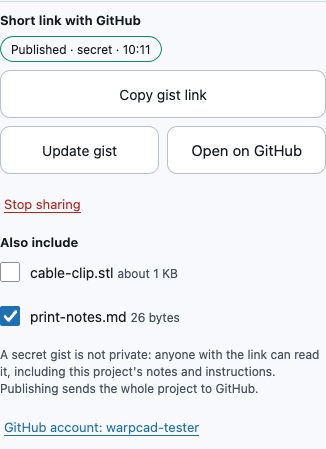 Short link with GitHub
Published · secret · 10:11
Copy gist link
Update gist
Open on GitHub
Stop sharing
Also include
cable-clip.stl about 1 KB
print-notes.md 26 bytes
A secret gist is not private: anyone with the link can read
it, including this project's notes and instructions.
Publishing sends the whole project to GitHub.
GitHub account: warpcad-tester